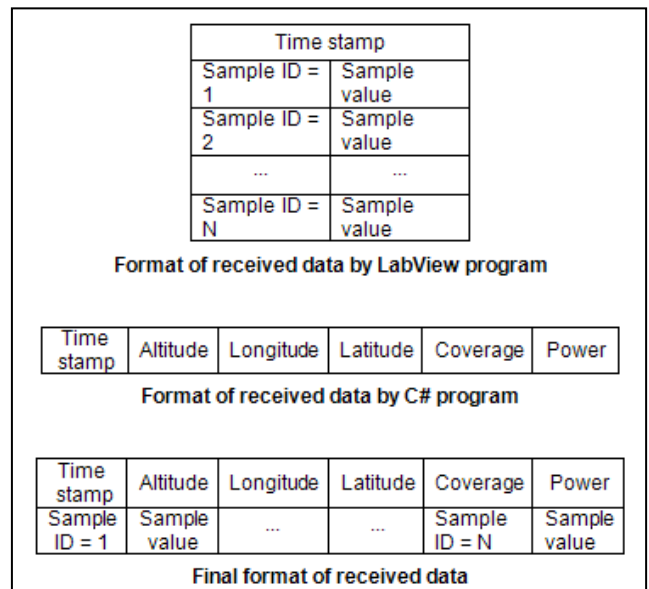 Time stamp
Sample ID = 1 Sample value
Sample ID = 2 Sample value
... ...
Sample ID = N Sample value
Format of received data by LabView program
Time stamp Altitude Longitude Latitude Coverage Power
Format of received data by C# program
Time stamp Altitude Longitude Latitude Coverage Power
Sample ID = 1 Sample value ... ... Sample ID = N Sample value
Final format of received data